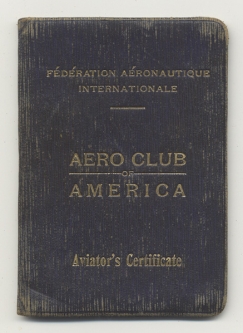 FÉDÉRATION AÉRONAUTIQUE
INTERNATIONALE
AERO CLUB
OF
AMERICA
Aviator's Certificate